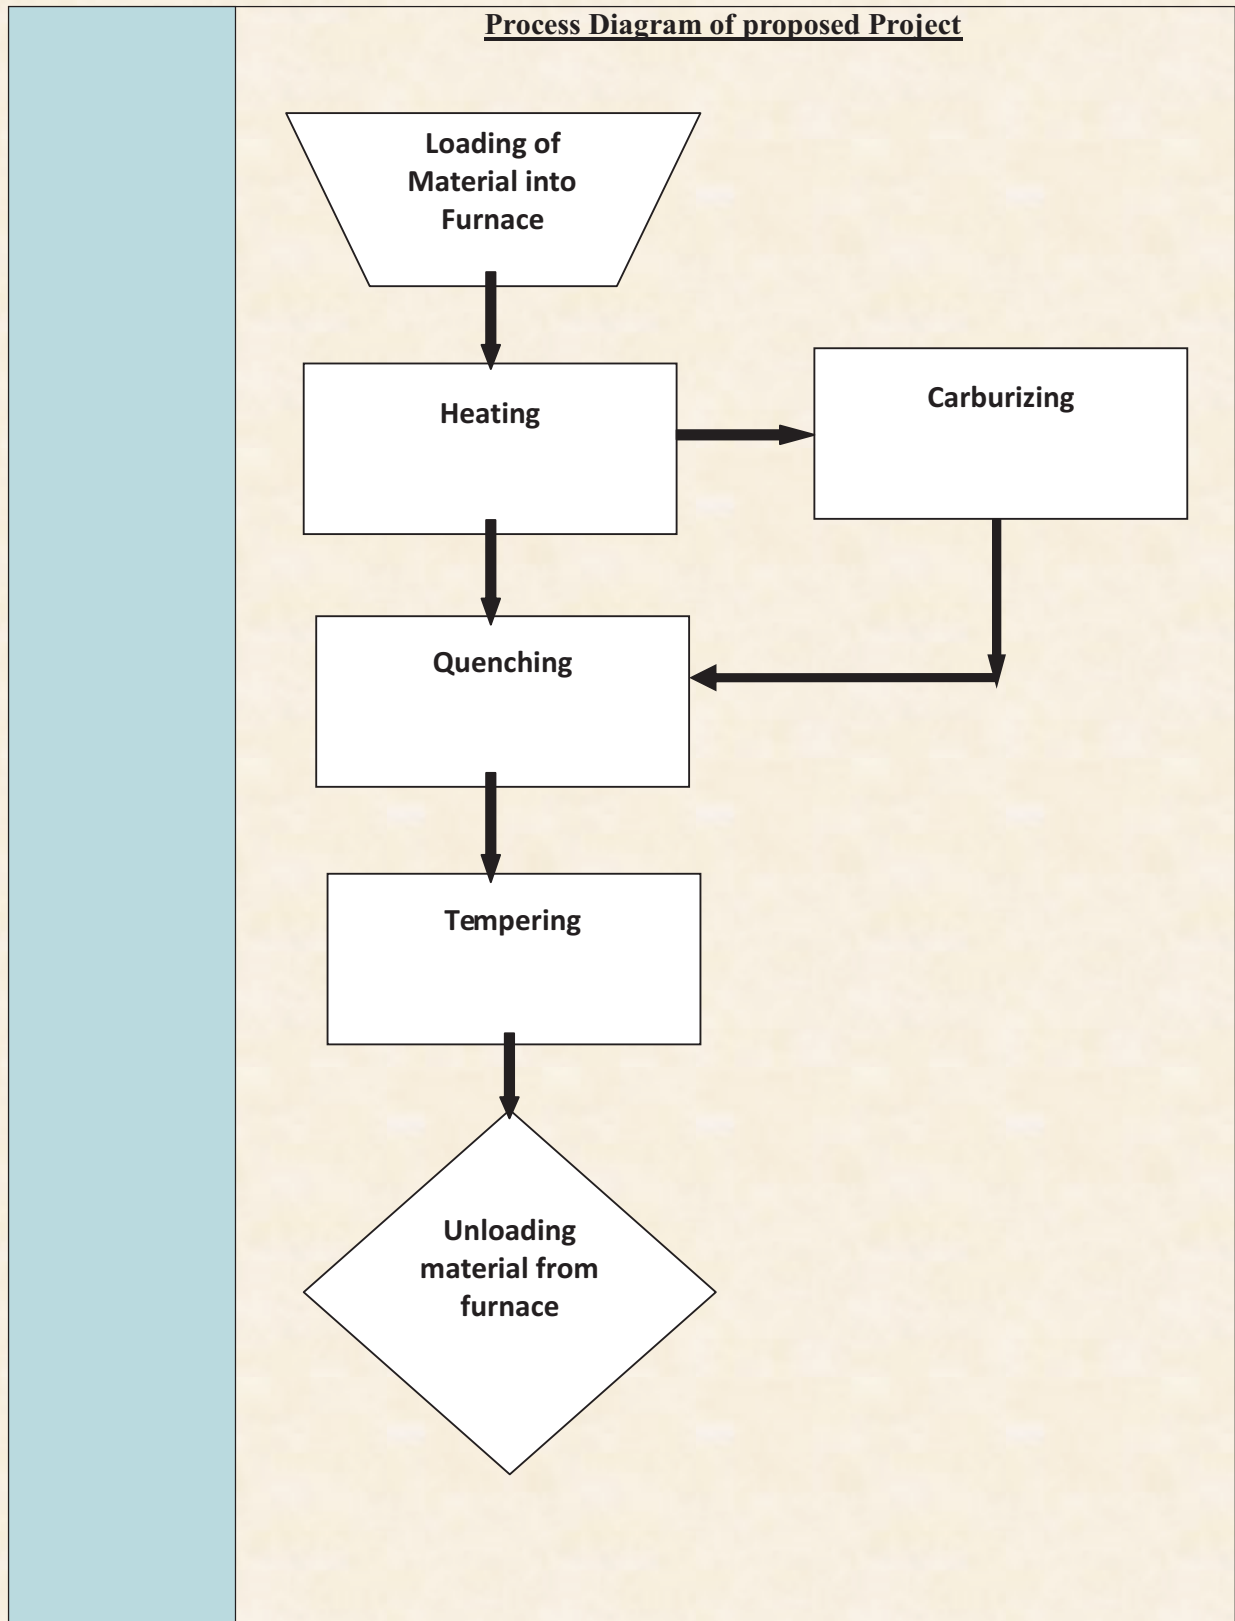 Process Diagram of proposed Project
Loading of
Material into
Furnace
Heating
Carburizing
Quenching
Tempering
Unloading
material from
furnace